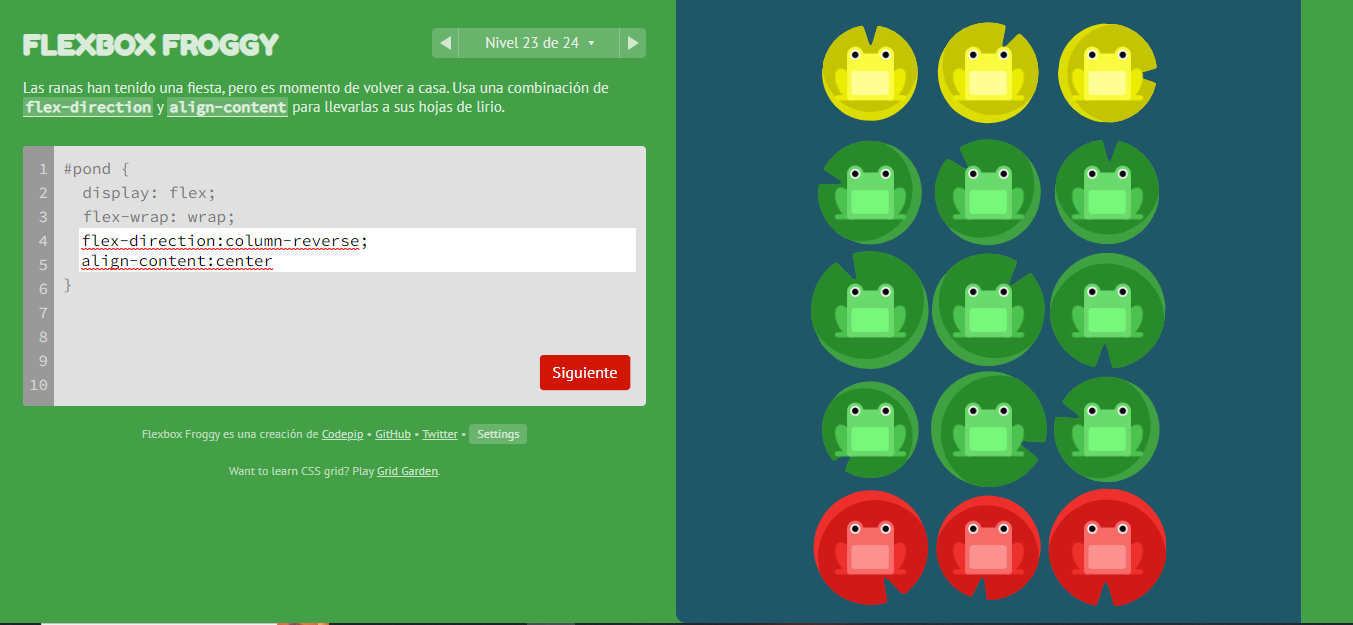 FLEXBOX FROGGY
Nivel 23 de 24
Las ranas han tenido una fiesta, pero es momento de volver a casa. Usa una combinación de
flex-direction y align-content para llevarlas a sus hojas de lirio.
1 #pond {
2 display: flex;
3 flex-wrap: wrap;
4 flex-direction:column-reverse;
5 align-content:center
6 }
7
8
9
10
Siguiente
Flexbox Froggy es una creación de Codepip • GitHub • Twitter • Settings
Want to learn CSS grid? Play Grid Garden.